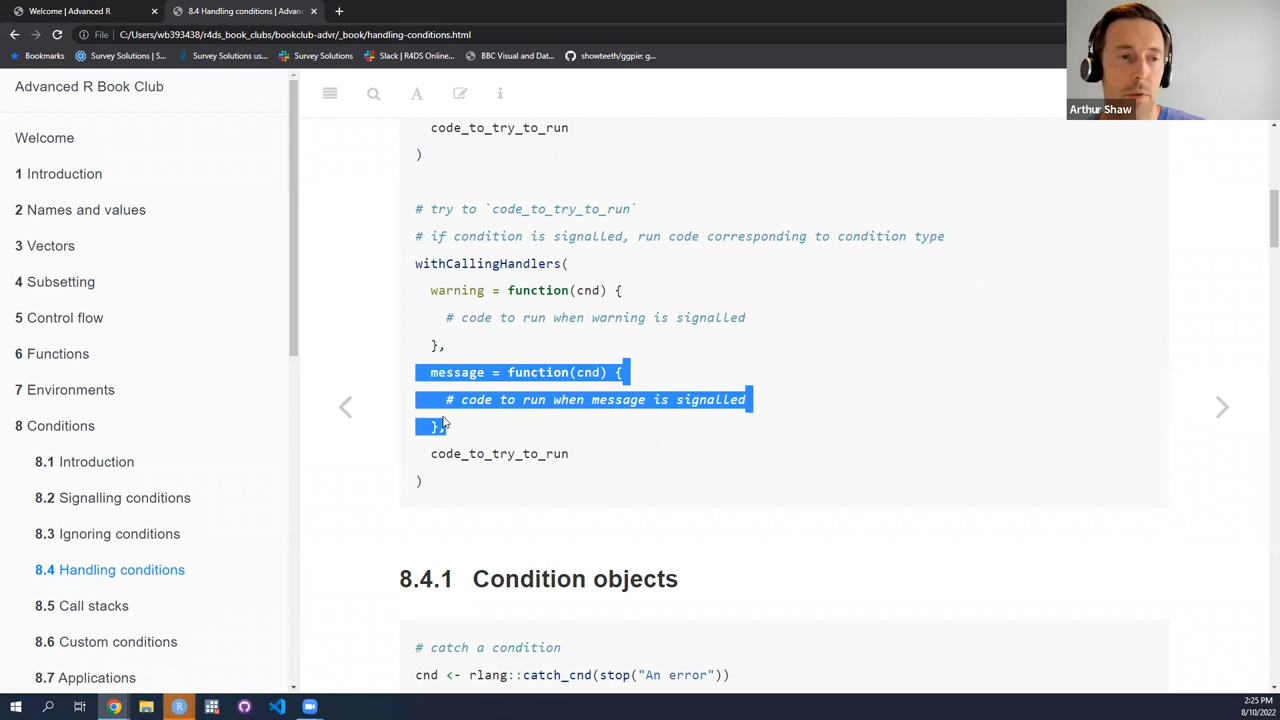 Welcome | Advanced R
8.4 Handling conditions | Advan
File
C:/Users/wb393438/r4ds_book_clubs/bookclub-advr/_book/handling-conditions.html
Bookmarks
Survey Solutions | T...
Survey Solutions us...
Survey Solutions
Slack | R4DS Online...
BBC Visual and Dat...
showteeth/ggpie: g...
Arthur Shaw
Advanced R Book Club
Welcome
1 Introduction
2 Names and values
3 Vectors
4 Subsetting
5 Control flow
6 Functions
7 Environments
8 Conditions
8.1 Introduction
8.2 Signalling conditions
8.3 Ignoring conditions
8.4 Handling conditions
8.5 Call stacks
8.6 Custom conditions
8.7 Applications
code_to_try_to_run
)
# try to `code_to_try_to_run`
# if condition is signalled, run code corresponding to condition type
withCallingHandlers(
warning = function(cnd) {
# code to run when warning is signalled
},
message = function(cnd) {
# code to run when message is signalled
},
code_to_try_to_run
)
8.4.1 Condition objects
# catch a condition
cnd <- rlang::catch_cnd(stop("An error"))
2:25 PM
8/10/2022